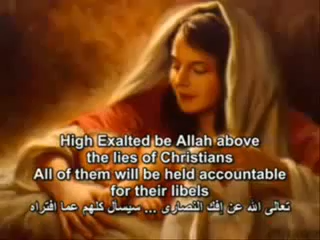 High Exalted be Allah above
the lies of Christians
All of them will be held accountable
for their libels
تعالى الله عن إفك النصارى ... سيسأل كلهم عما افتراه